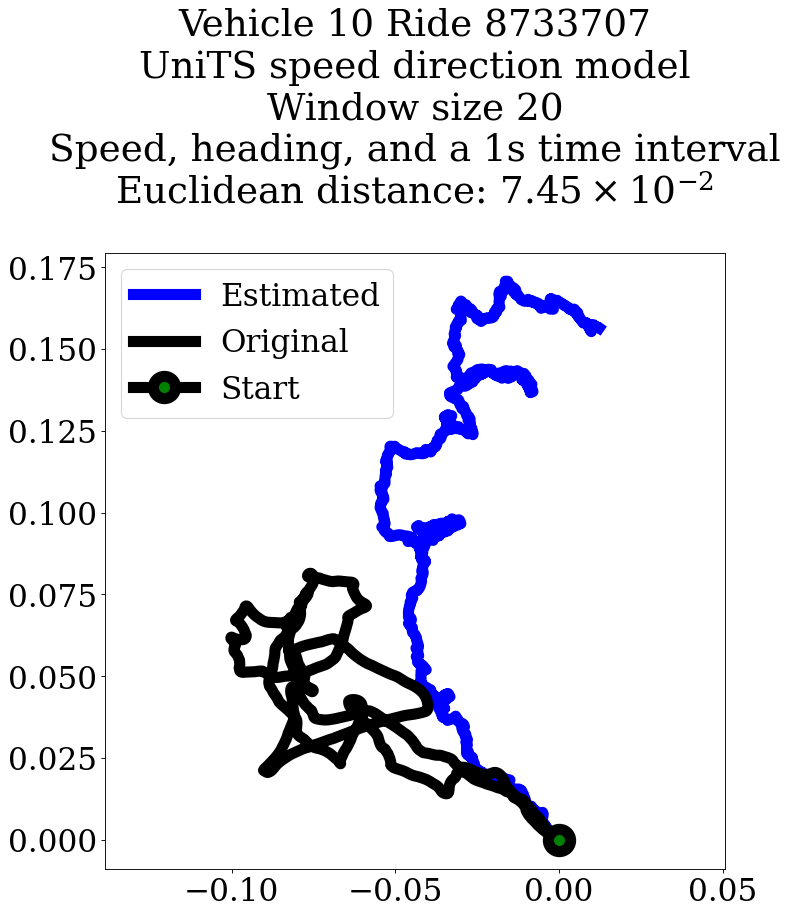 Vehicle 10 Ride 8733707
UniTS speed direction model
Window size 20
Speed, heading, and a 1s time interval
Euclidean distance: 7.45 × 10⁻²
0.175
Estimated
0.150
Original
Start
0.125
0.100
0.075
0.050
0.025
0.000
−0.10 −0.05 0.00 0.05